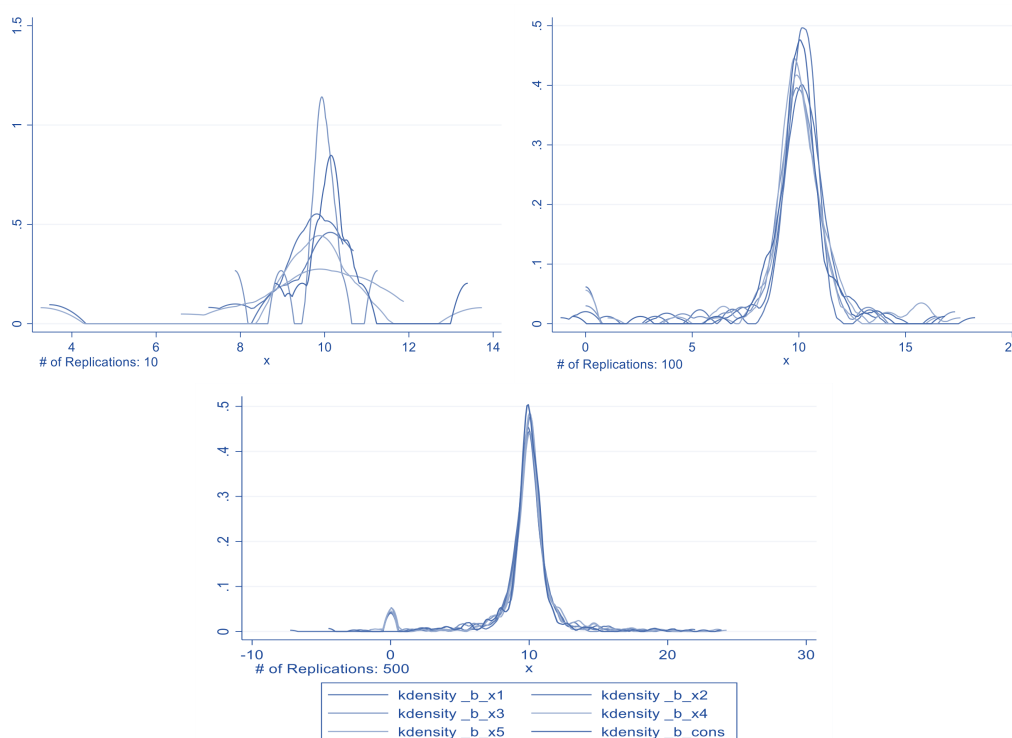 1.5
1
.5
0
4 6 8 10 12 14
# of Replications: 10 x
.5
.4
.3
.2
.1
0
0 5 10 15 2
# of Replications: 100 x
.5
.4
.3
.2
.1
0
-10 0 10 20 30
# of Replications: 500 x
kdensity _b_x1 kdensity _b_x2
kdensity _b_x3 kdensity _b_x4
kdensity _b_x5 kdensity _b_cons